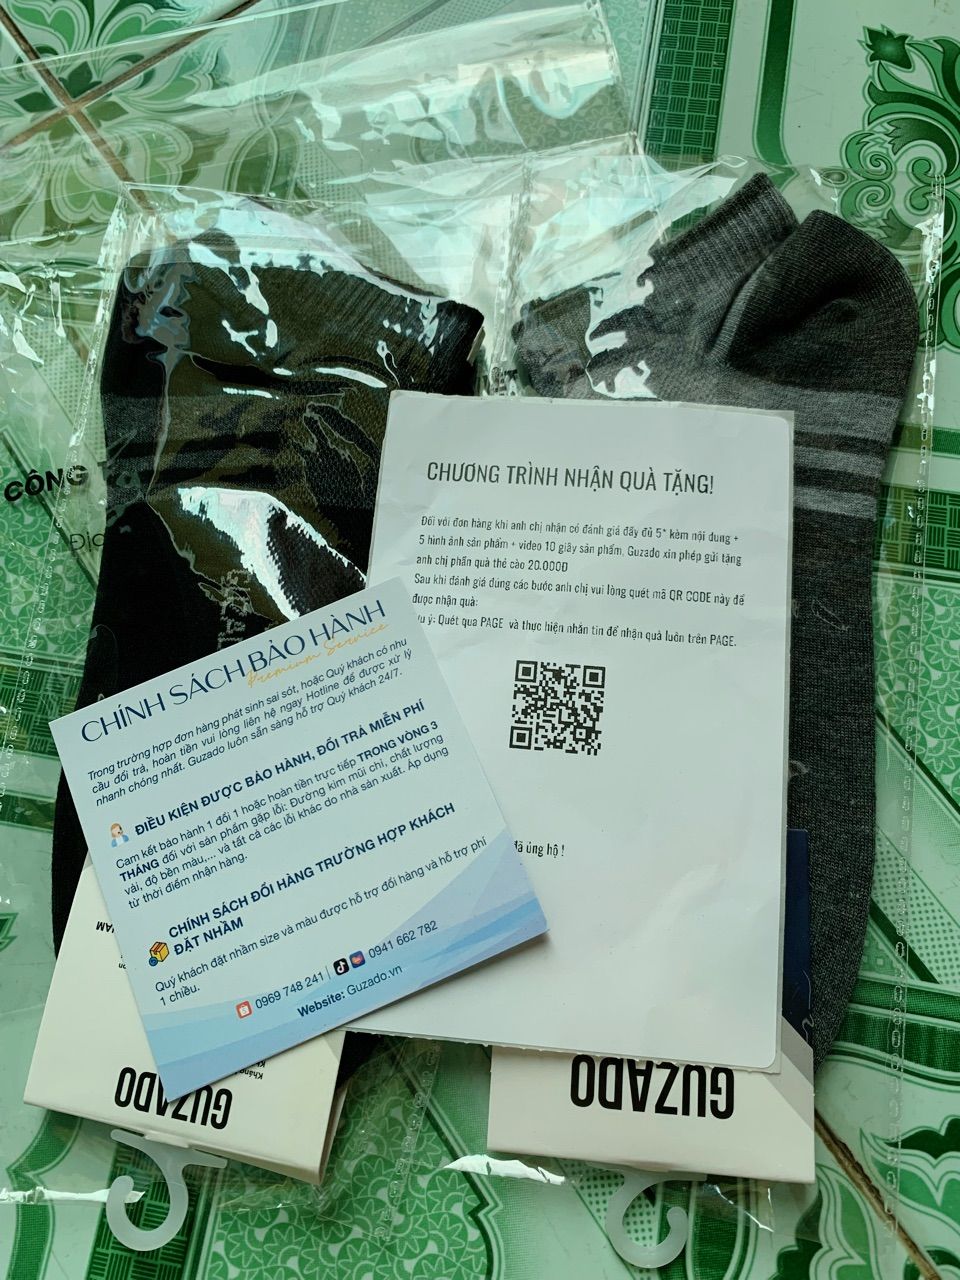 CÔNG
CHƯƠNG TRÌNH NHẬN QUÀ TẶNG!
Đối với đơn hàng khi anh chị nhận có đánh giá đầy đủ 5* kèm nội dung +
5 hình ảnh sản phẩm + video 10 giây sản phẩm, Guzado xin phép gửi tặng
anh chị phần quà thẻ cào 20.000Đ
Sau khi đánh giá đúng các bước anh chị vui lòng quét mã QR CODE này để
được nhận quà:
ý: Quét qua PAGE và thực hiện nhắn tin để nhận quà luôn trên PAGE.
đã ủng hộ !
CHÍNH SÁCH BẢO HÀNH
Premium Service
Trong trường hợp đơn hàng phát sinh sai sót, hoặc Quý khách có nhu
cầu đổi trả, hoàn tiền vui lòng liên hệ ngay Hotline để được xử lý
nhanh chóng nhất. Guzado luôn sẵn sàng hỗ trợ Quý khách 24/7.
ĐIỀU KIỆN ĐƯỢC BẢO HÀNH, ĐỔI TRẢ MIỄN PHÍ
Cam kết bảo hành 1 đổi 1 hoặc hoàn tiền trực tiếp TRONG VÒNG 3
THÁNG đối với sản phẩm gặp lỗi: Đường kim mũi chỉ, chất lượng
vải, độ bền màu,... và tất cả các lỗi khác do nhà sản xuất. Áp dụng
từ thời điểm nhận hàng.
CHÍNH SÁCH ĐỔI HÀNG TRƯỜNG HỢP KHÁCH
ĐẶT NHẦM
Quý khách đặt nhầm size và màu được hỗ trợ đổi hàng và hỗ trợ phí
1 chiều.
0969 748 241 | 0941 662 782
Website: Guzado.vn
GUZADO
GUZADO